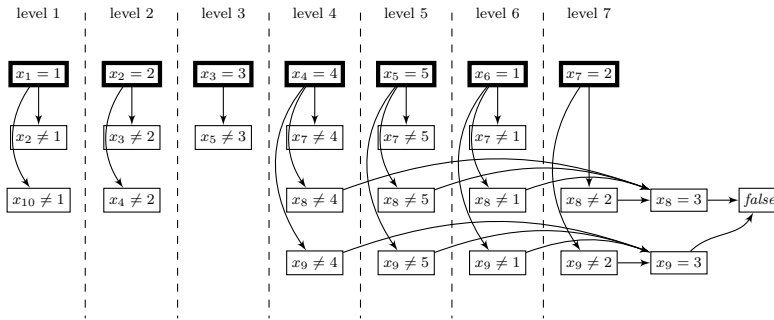 level 1 level 2 level 3 level 4 level 5 level 6 level 7
x₁ = 1 x₂ = 2 x₃ = 3 x₄ = 4 x₅ = 5 x₆ = 1 x₇ = 2
x₂ ≠ 1 x₃ ≠ 2 x₅ ≠ 3 x₇ ≠ 4 x₇ ≠ 5 x₇ ≠ 1
x₁₀ ≠ 1 x₄ ≠ 2 x₈ ≠ 4 x₈ ≠ 5 x₈ ≠ 1 x₈ ≠ 2 x₈ = 3 false
x₉ ≠ 4 x₉ ≠ 5 x₉ ≠ 1 x₉ ≠ 2 x₉ = 3